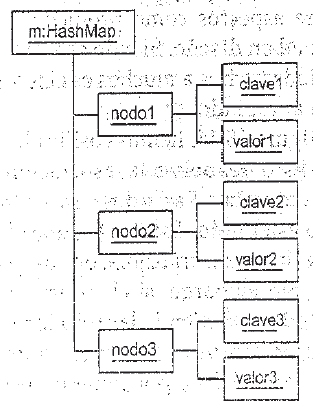 m:HashMap
clave1
nodo1
valor1
clave2
nodo2
valor2
clave3
nodo3
valor3